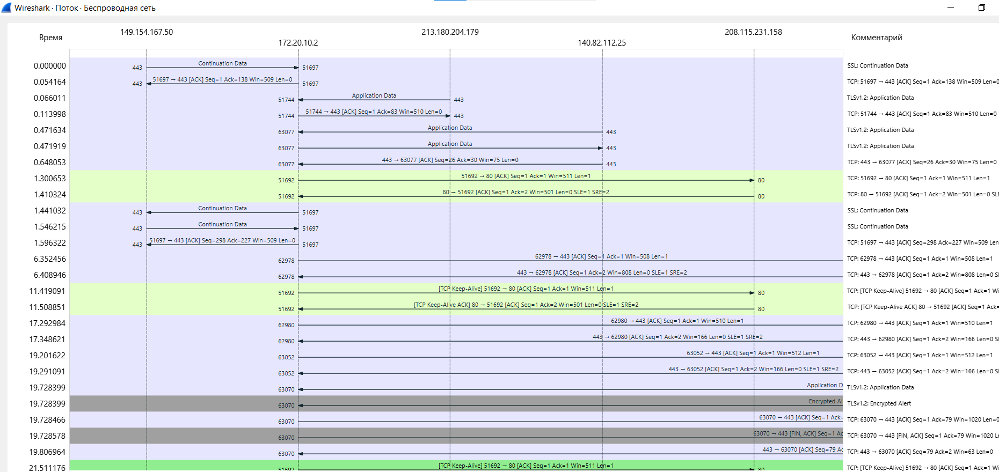 Wireshark · Поток · Беспроводная сеть
149.154.167.50 213.180.204.179 208.115.231.158
Время 172.20.10.2 140.82.112.25 Комментарий
0.000000 443 Continuation Data 51697 SSL: Continuation Data
0.054164 443 51697 → 443 [ACK] Seq=1 Ack=138 Win=509 Len=0 51697 TCP: 51697 → 443 [ACK] Seq=1 Ack=138 Win=509 Len=0
0.066011 51744 Application Data 443 TLSv1.2: Application Data
0.113998 51744 51744 → 443 [ACK] Seq=1 Ack=83 Win=510 Len=0 443 TCP: 51744 → 443 [ACK] Seq=1 Ack=83 Win=510 Len=0
0.471634 63077 Application Data 443 TLSv1.2: Application Data
0.471919 63077 Application Data 443 TLSv1.2: Application Data
0.648053 63077 443 → 63077 [ACK] Seq=26 Ack=30 Win=75 Len=0 443 TCP: 443 → 63077 [ACK] Seq=26 Ack=30 Win=75 Len=0
1.300653 51692 51692 → 80 [ACK] Seq=1 Ack=1 Win=511 Len=1 80 TCP: 51692 → 80 [ACK] Seq=1 Ack=1 Win=511 Len=1
1.410324 51692 80 → 51692 [ACK] Seq=1 Ack=2 Win=501 Len=0 SLE=1 SRE=2 80 TCP: 80 → 51692 [ACK] Seq=1 Ack=2 Win=501 Len=0 SLE
1.441032 443 Continuation Data 51697 SSL: Continuation Data
1.546215 443 Continuation Data 51697 SSL: Continuation Data
1.596322 443 51697 → 443 [ACK] Seq=298 Ack=227 Win=509 Len=0 51697 TCP: 51697 → 443 [ACK] Seq=298 Ack=227 Win=509 Len
6.352456 62978 62978 → 443 [ACK] Seq=1 Ack=1 Win=508 Len=1 TCP: 62978 → 443 [ACK] Seq=1 Ack=1 Win=508 Len=1
6.408946 62978 443 → 62978 [ACK] Seq=1 Ack=2 Win=808 Len=0 SLE=1 SRE=2 TCP: 443 → 62978 [ACK] Seq=1 Ack=2 Win=808 Len=0 SL
11.419091 51692 [TCP Keep-Alive] 51692 → 80 [ACK] Seq=1 Ack=1 Win=511 Len=1 80 TCP: [TCP Keep-Alive] 51692 → 80 [ACK] Seq=1 Ack=1 Wi
11.508851 51692 [TCP Keep-Alive ACK] 80 → 51692 [ACK] Seq=1 Ack=2 Win=501 Len=0 SLE=1 SRE=2 80 TCP: [TCP Keep-Alive ACK] 80 → 51692 [ACK] Seq=1 Ack=
17.292984 62980 62980 → 443 [ACK] Seq=1 Ack=1 Win=510 Len=1 TCP: 62980 → 443 [ACK] Seq=1 Ack=1 Win=510 Len=1
17.348621 62980 443 → 62980 [ACK] Seq=1 Ack=2 Win=166 Len=0 SLE=1 SRE=2 TCP: 443 → 62980 [ACK] Seq=1 Ack=2 Win=166 Len=0 SL
19.201622 63052 63052 → 443 [ACK] Seq=1 Ack=1 Win=512 Len=1 TCP: 63052 → 443 [ACK] Seq=1 Ack=1 Win=512 Len=1
19.291091 63052 443 → 63052 [ACK] Seq=1 Ack=2 Win=166 Len=0 SLE=1 SRE=2 TCP: 443 → 63052 [ACK] Seq=1 Ack=2 Win=166 Len=0 SL
19.728399 63070 Application D TLSv1.2: Application Data
19.728399 63070 Encrypted Al TLSv1.2: Encrypted Alert
19.728466 63070 63070 → 443 [ACK] Seq=1 Ack= TCP: 63070 → 443 [ACK] Seq=1 Ack=79 Win=1020 Len=0
19.728578 63070 63070 → 443 [FIN, ACK] Seq=1 Ac TCP: 63070 → 443 [FIN, ACK] Seq=1 Ack=79 Win=1020 Le
19.806964 63070 443 → 63070 [ACK] Seq=79 Ac TCP: 443 → 63070 [ACK] Seq=79 Ack=2 Win=63 Len=0
21.511176 51692 [TCP Keep-Alive] 51692 → 80 [ACK] Seq=1 Ack=1 Win=511 Len=1 80 TCP: [TCP Keep-Alive] 51692 → 80 [ACK] Seq=1 Ack=1 Wi